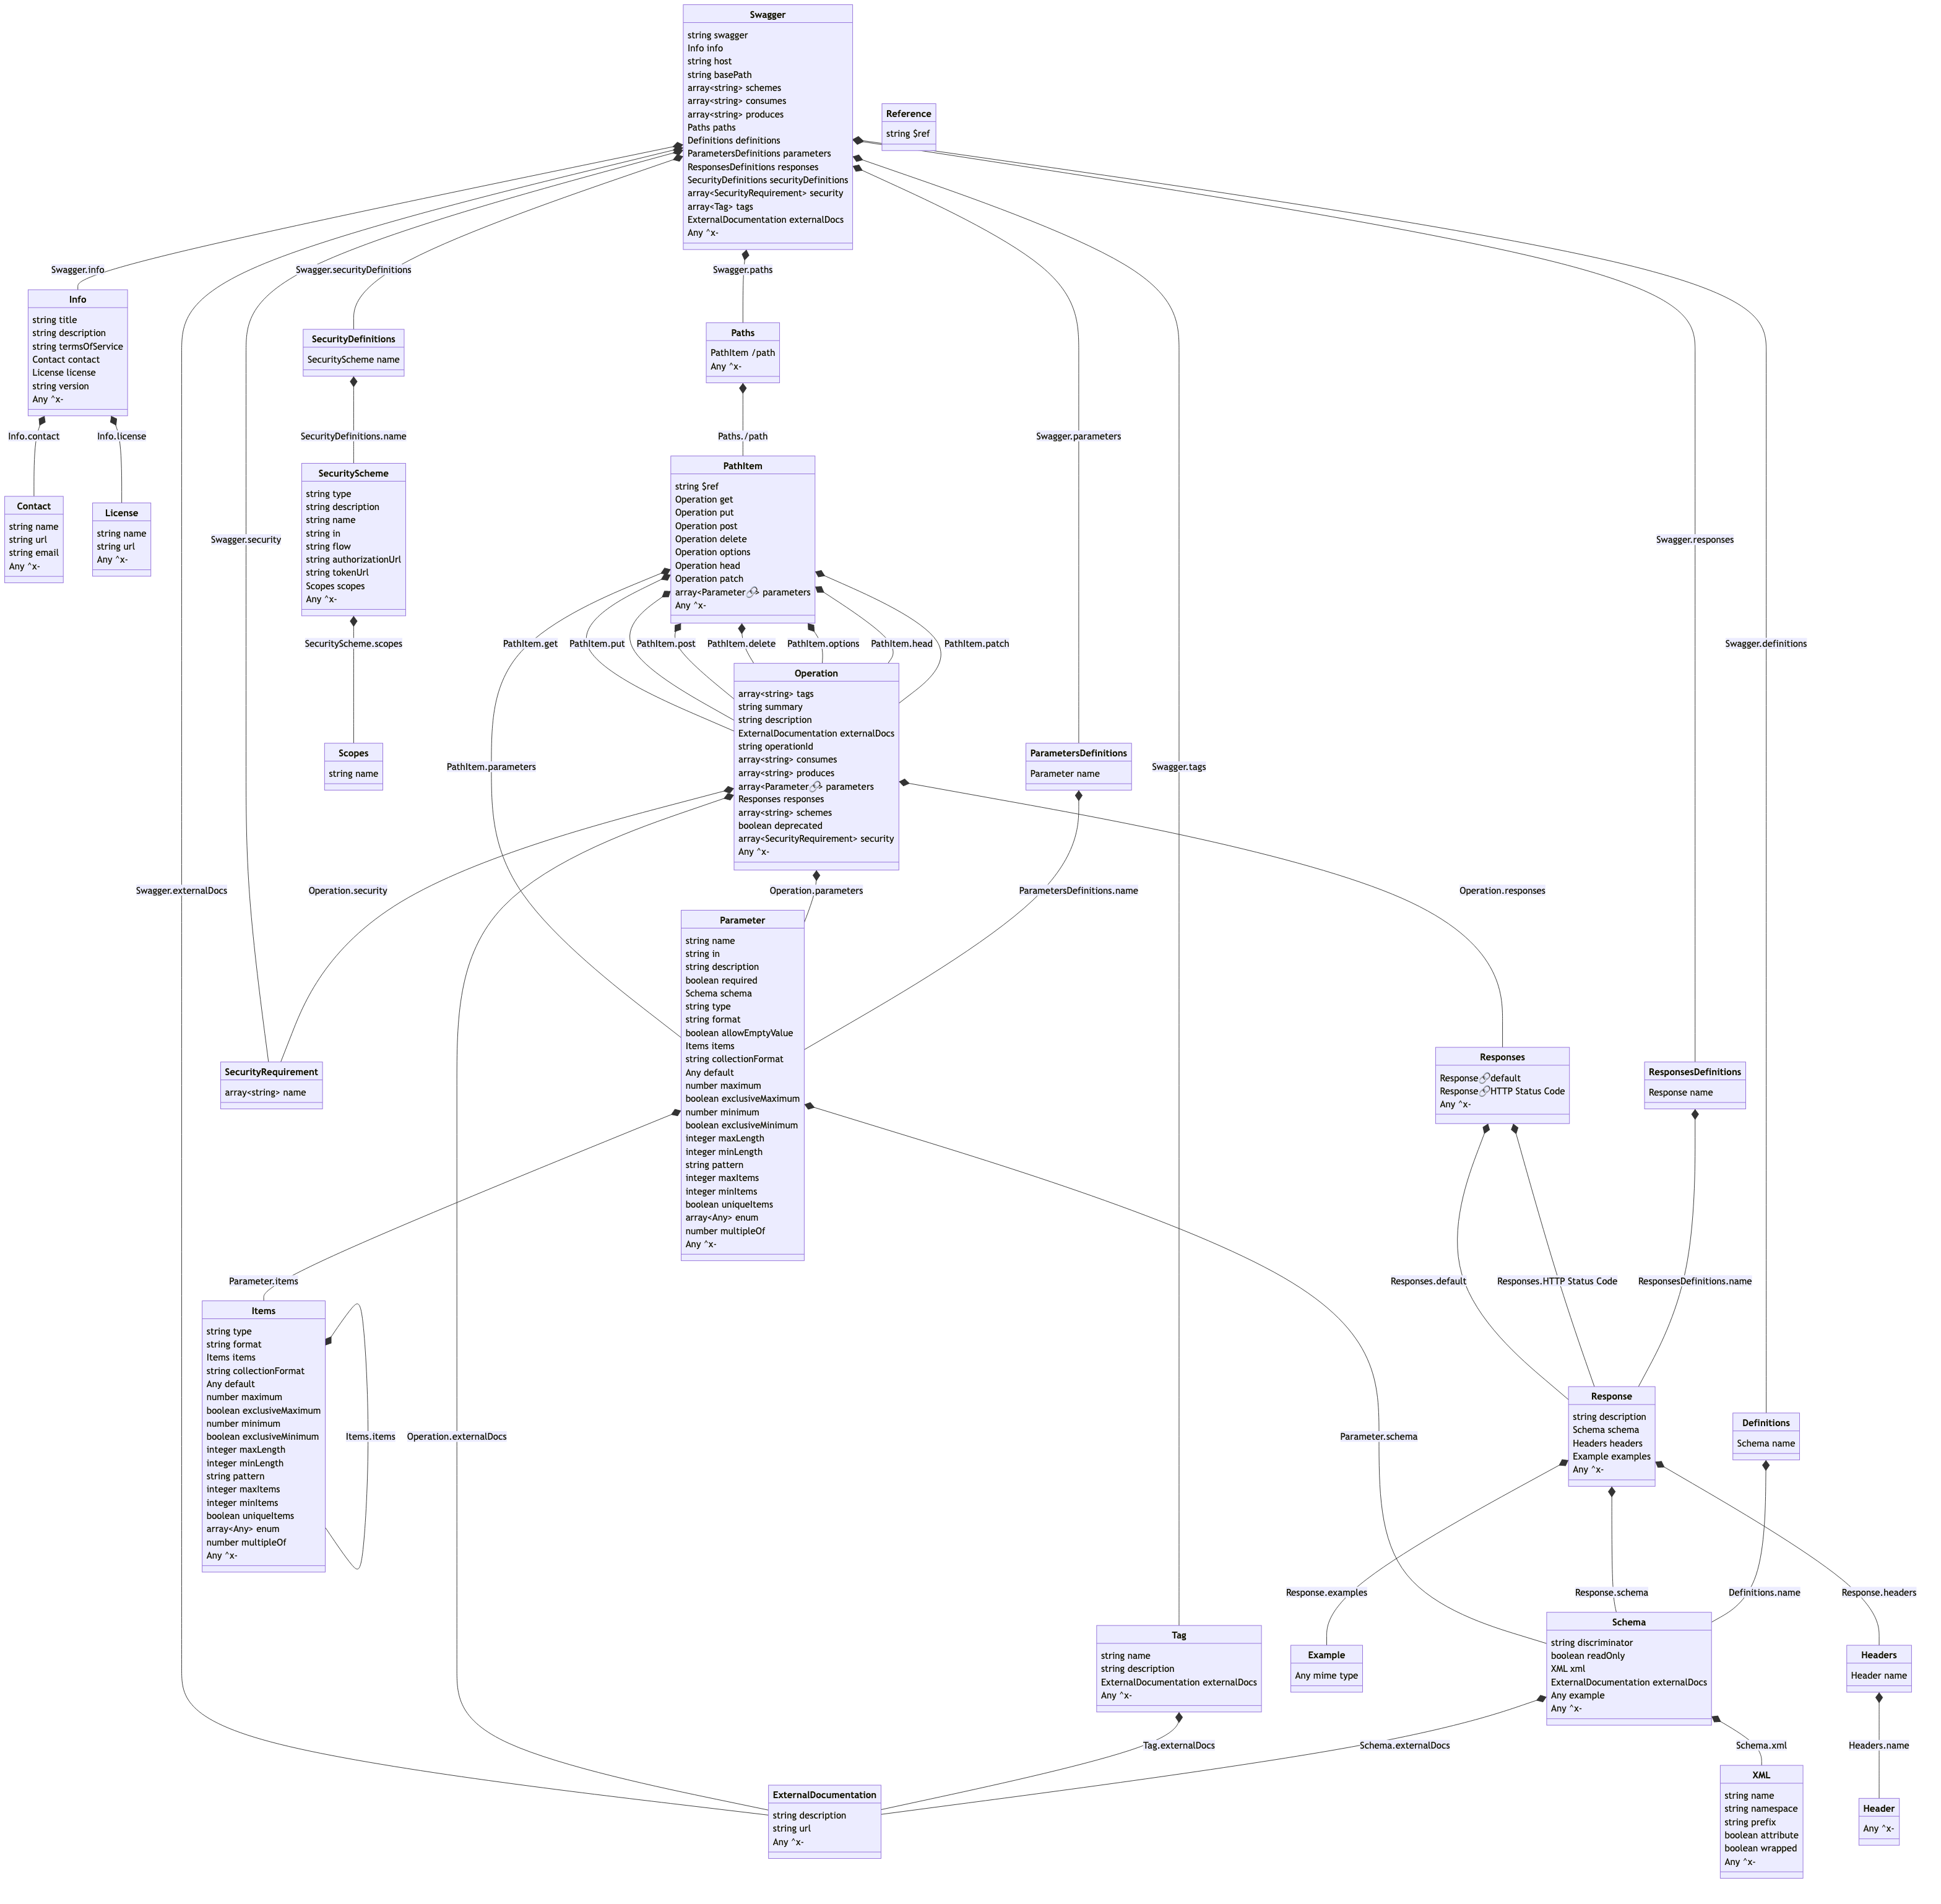 Swagger
string swagger
Info info
string host
string basePath
array<string> schemes
array<string> consumes
array<string> produces
Paths paths
Definitions definitions
ParametersDefinitions parameters
ResponsesDefinitions responses
SecurityDefinitions securityDefinitions
array<SecurityRequirement> security
array<Tag> tags
ExternalDocumentation externalDocs
Any ^x-
Reference
string $ref
Swagger.info
Swagger.securityDefinitions
Swagger.paths
Info
string title
string description
string termsOfService
Contact contact
License license
string version
Any ^x-
SecurityDefinitions
SecurityScheme name
Paths
PathItem /path
Any ^x-
Info.contact
Info.license
SecurityDefinitions.name
Paths./path
Swagger.parameters
Contact
string name
string url
string email
Any ^x-
License
string name
string url
Any ^x-
Swagger.security
SecurityScheme
string type
string description
string name
string in
string flow
string authorizationUrl
string tokenUrl
Scopes scopes
Any ^x-
PathItem
string $ref
Operation get
Operation put
Operation post
Operation delete
Operation options
Operation head
Operation patch
array<Parameter🔗 parameters
Any ^x-
Swagger.responses
SecurityScheme.scopes
PathItem.get
PathItem.put
PathItem.post
PathItem.delete
PathItem.options
PathItem.head
PathItem.patch
Swagger.definitions
Scopes
string name
PathItem.parameters
Operation
array<string> tags
string summary
string description
ExternalDocumentation externalDocs
string operationId
array<string> consumes
array<string> produces
array<Parameter🔗 parameters
Responses responses
array<string> schemes
boolean deprecated
array<SecurityRequirement> security
Any ^x-
ParametersDefinitions
Parameter name
Swagger.tags
Swagger.externalDocs
Operation.security
Operation.parameters
ParametersDefinitions.name
Operation.responses
SecurityRequirement
array<string> name
Parameter
string name
string in
string description
boolean required
Schema schema
string type
string format
boolean allowEmptyValue
Items items
string collectionFormat
Any default
number maximum
boolean exclusiveMaximum
number minimum
boolean exclusiveMinimum
integer maxLength
integer minLength
string pattern
integer maxItems
integer minItems
boolean uniqueItems
array<Any> enum
number multipleOf
Any ^x-
Responses
Response🔗default
Response🔗HTTP Status Code
Any ^x-
ResponsesDefinitions
Response name
Parameter.items
Responses.default
Responses.HTTP Status Code
ResponsesDefinitions.name
Items
string type
string format
Items items
string collectionFormat
Any default
number maximum
boolean exclusiveMaximum
number minimum
boolean exclusiveMinimum
integer maxLength
integer minLength
string pattern
integer maxItems
integer minItems
boolean uniqueItems
array<Any> enum
number multipleOf
Any ^x-
Items.items
Operation.externalDocs
Parameter.schema
Response
string description
Schema schema
Headers headers
Example examples
Any ^x-
Definitions
Schema name
Response.examples
Response.schema
Definitions.name
Response.headers
Tag
string name
string description
ExternalDocumentation externalDocs
Any ^x-
Example
Any mime type
Schema
string discriminator
boolean readOnly
XML xml
ExternalDocumentation externalDocs
Any example
Any ^x-
Headers
Header name
Tag.externalDocs
Schema.externalDocs
Schema.xml
Headers.name
ExternalDocumentation
string description
string url
Any ^x-
XML
string name
string namespace
string prefix
boolean attribute
boolean wrapped
Any ^x-
Header
Any ^x-